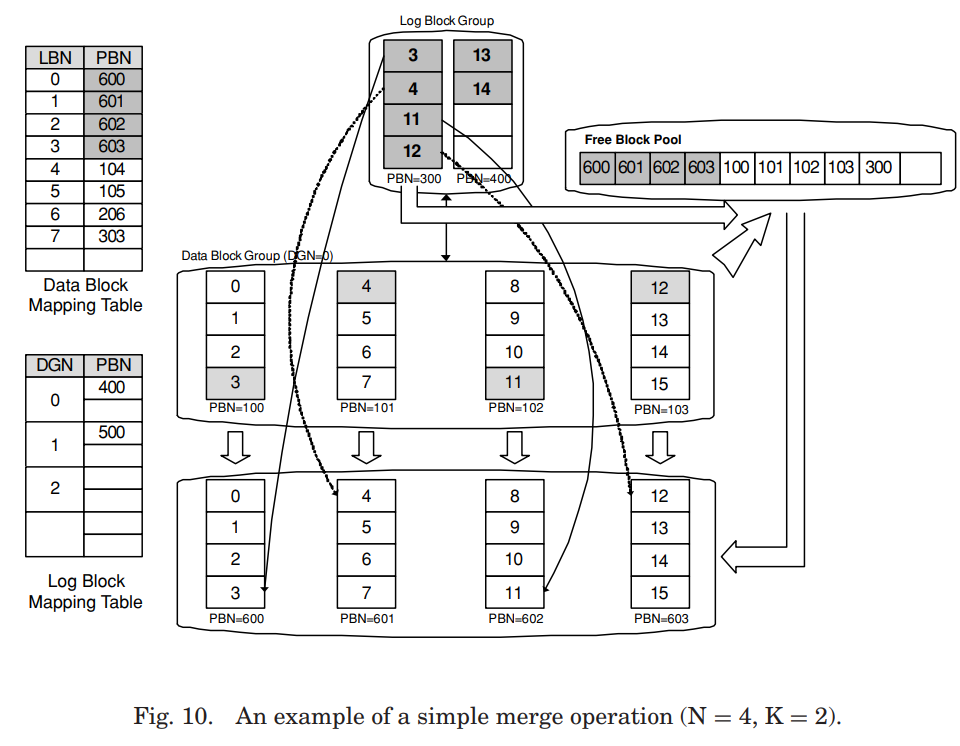 Log Block Group
3 13
4 14
11
12
PBN=300 PBN=400
LBN PBN
0 600
1 601
2 602
3 603
4 104
5 105
6 206
7 303
Data Block
Mapping Table
Free Block Pool
600 601 602 603 100 101 102 103 300
Data Block Group (DGN=0)
0 4 8 12
1 5 9 13
2 6 10 14
3 7 11 15
PBN=100 PBN=101 PBN=102 PBN=103
DGN PBN
0 400
1 500
2
Log Block
Mapping Table
0 4 8 12
1 5 9 13
2 6 10 14
3 7 11 15
PBN=600 PBN=601 PBN=602 PBN=603
Fig. 10. An example of a simple merge operation (N = 4, K = 2).